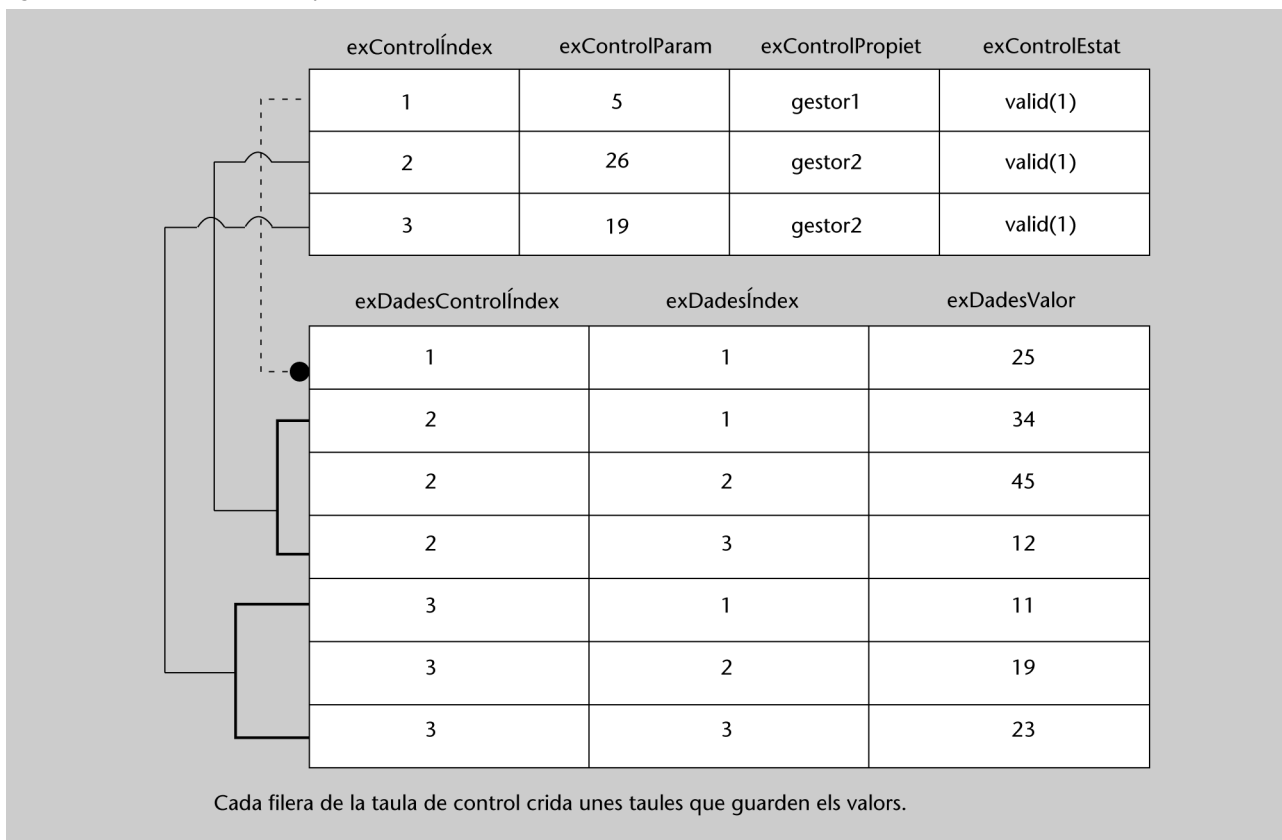 exControlÍndex exControlParam exControlPropiet exControlEstat
1 5 gestor1 valid(1)
2 26 gestor2 valid(1)
3 19 gestor2 valid(1)
exDadesControlÍndex exDadesÍndex exDadesValor
1 1 25
2 1 34
2 2 45
2 3 12
3 1 11
3 2 19
3 3 23
Cada filera de la taula de control crida unes taules que guarden els valors.